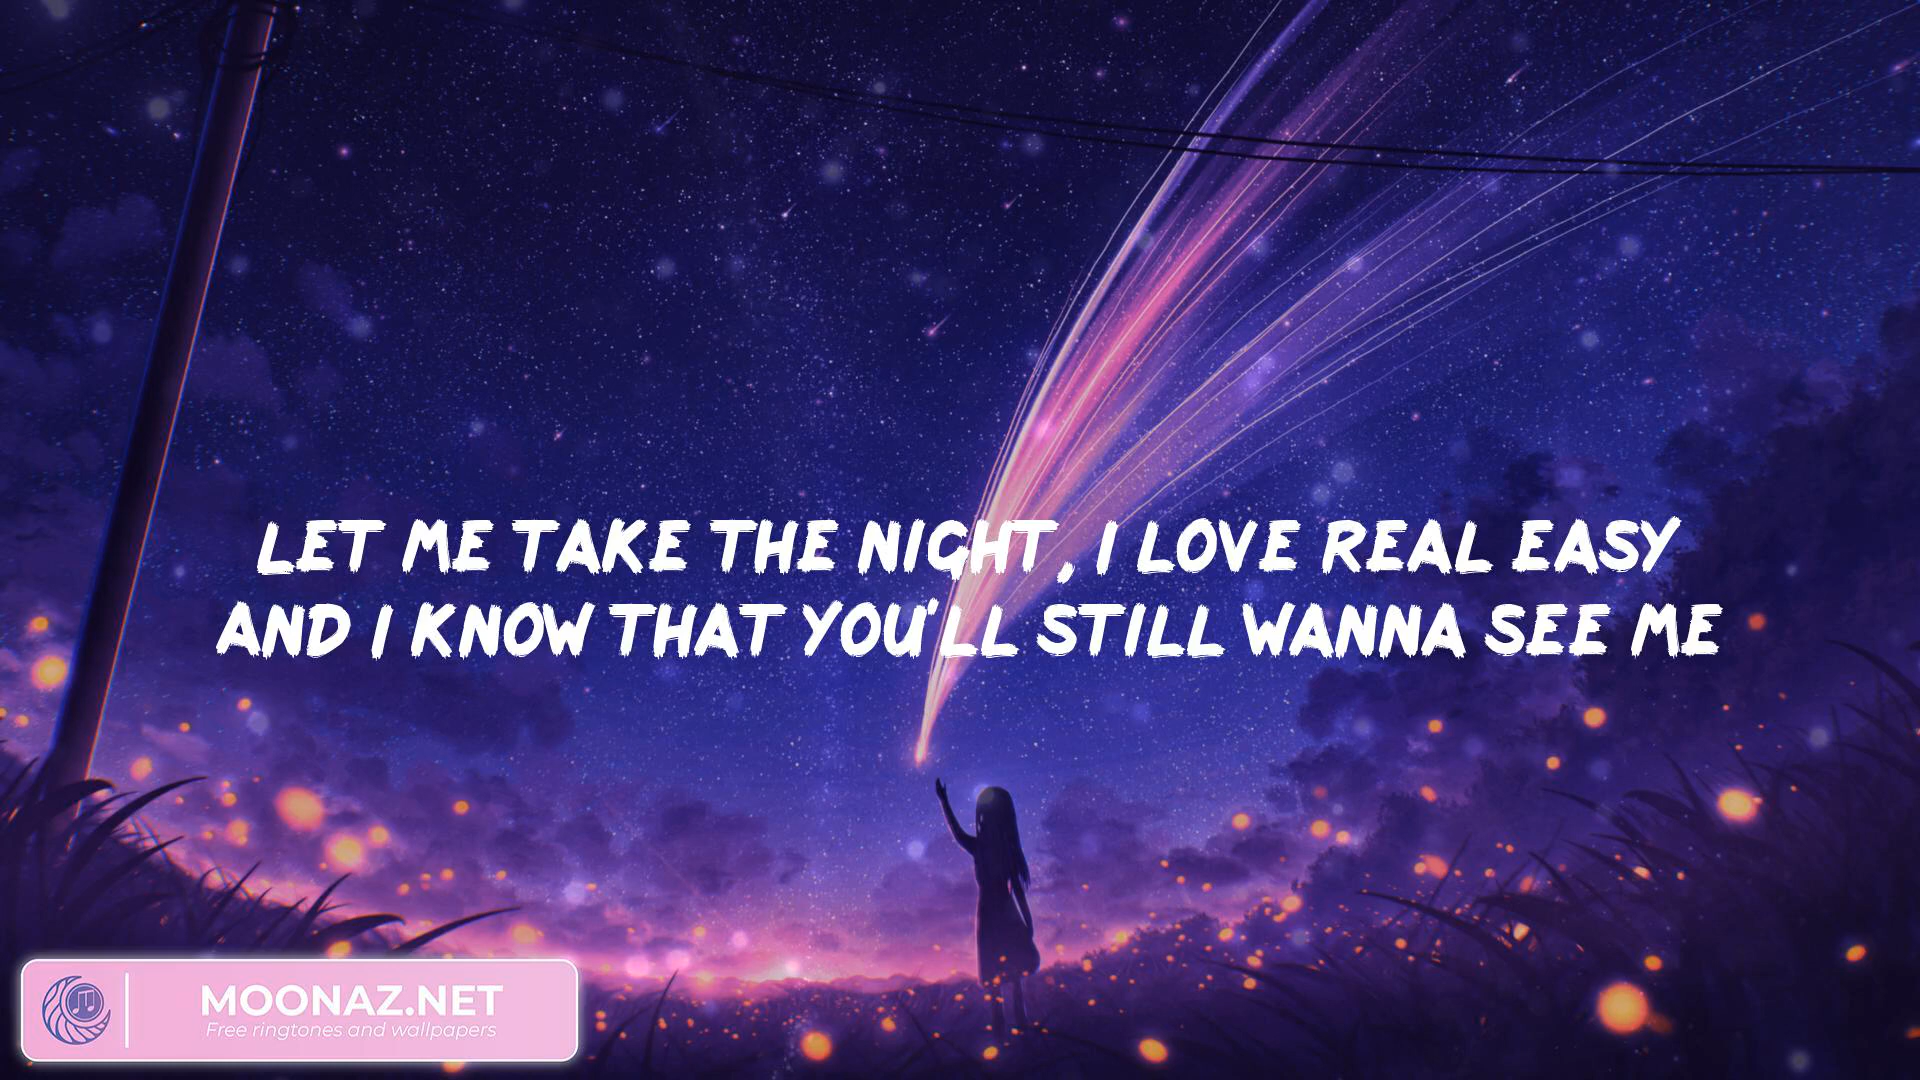 LET ME TAKE THE NIGHT, I LOVE REAL EASY
AND I KNOW THAT YOU'LL STILL WANNA SEE ME
MOONAZ.NET
Free ringtones and wallpapers